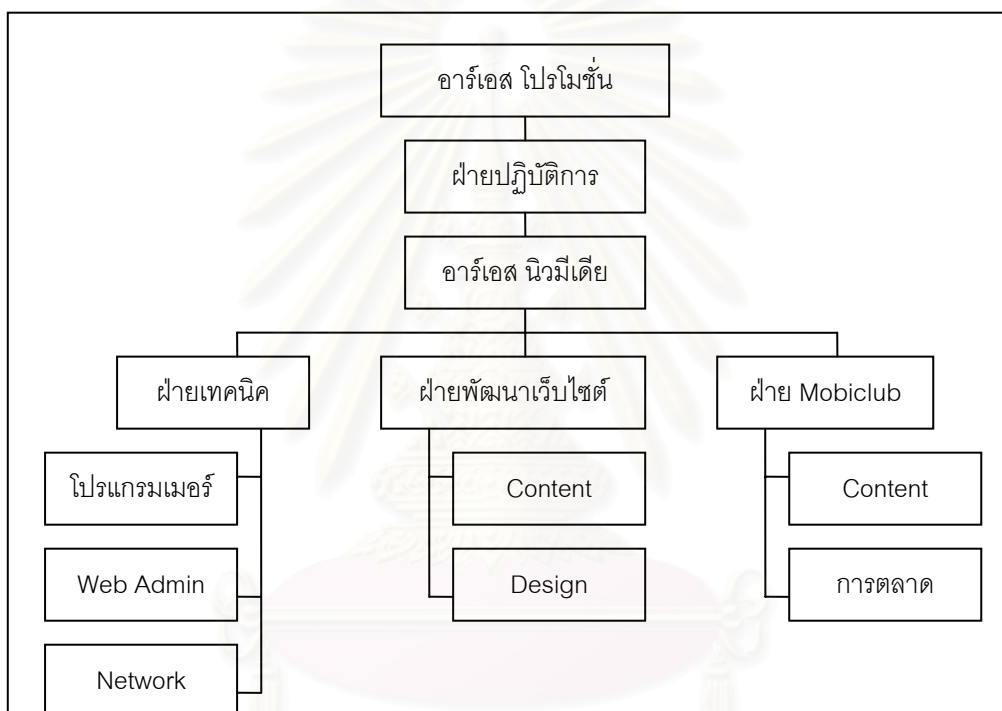 อาร์เอส โปรโมชั่น
ฝ่ายปฏิบัติการ
อาร์เอส นิวมีเดีย
ฝ่ายเทคนิค
ฝ่ายพัฒนาเว็บไซต์
ฝ่าย Mobiclub
โปรแกรมเมอร์
Content
Content
Web Admin
Design
การตลาด
Network